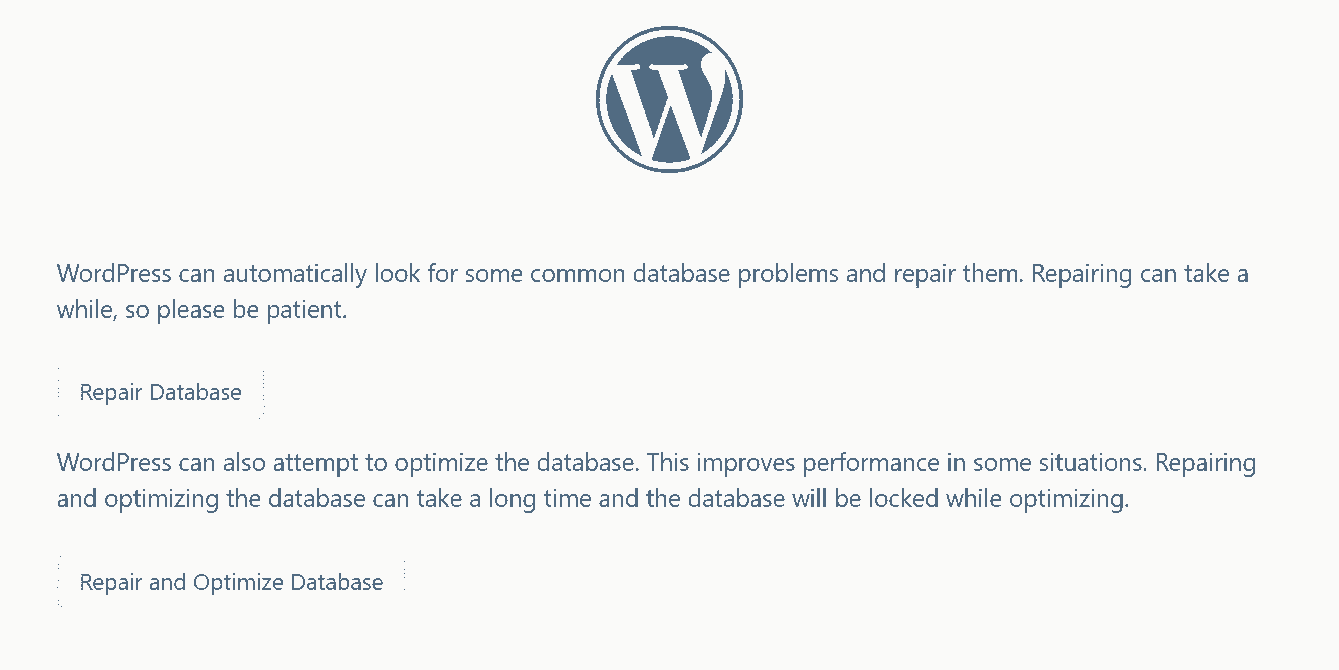 WordPress can automatically look for some common database problems and repair them. Repairing can take a
while, so please be patient.
Repair Database
WordPress can also attempt to optimize the database. This improves performance in some situations. Repairing
and optimizing the database can take a long time and the database will be locked while optimizing.
Repair and Optimize Database